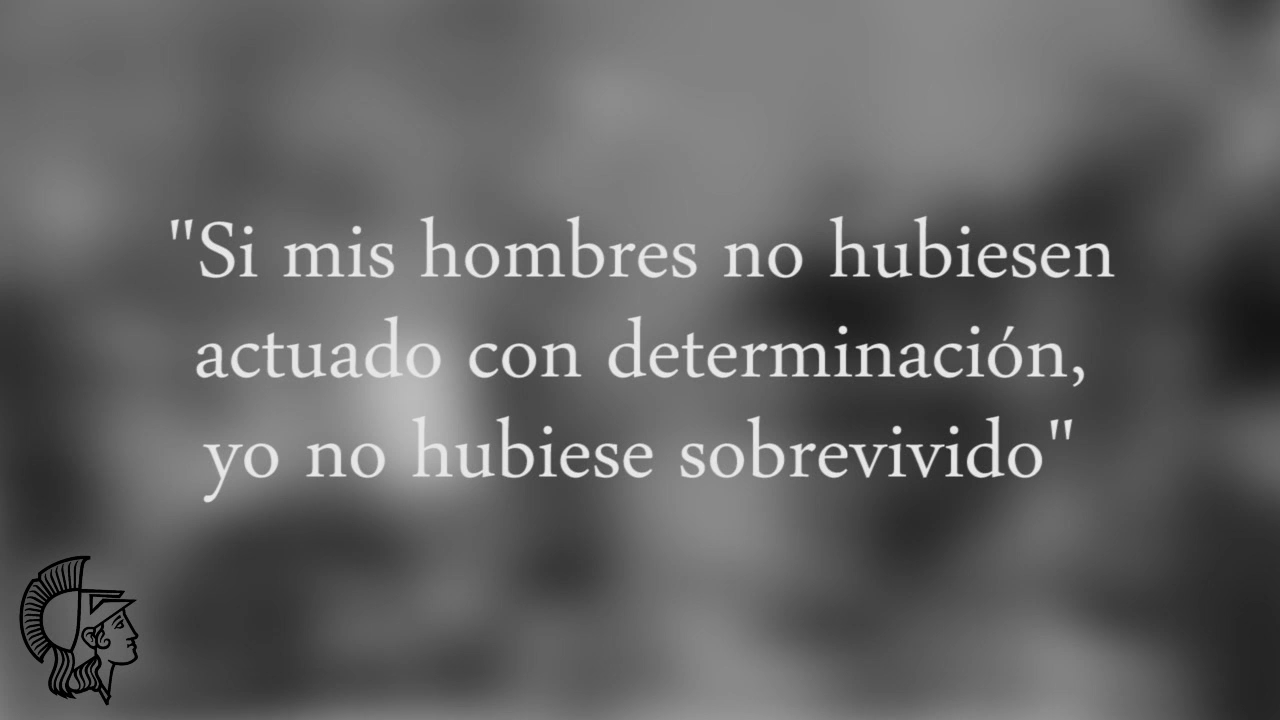 "Si mis hombres no hubiesen
actuado con determinación,
yo no hubiese sobrevivido"